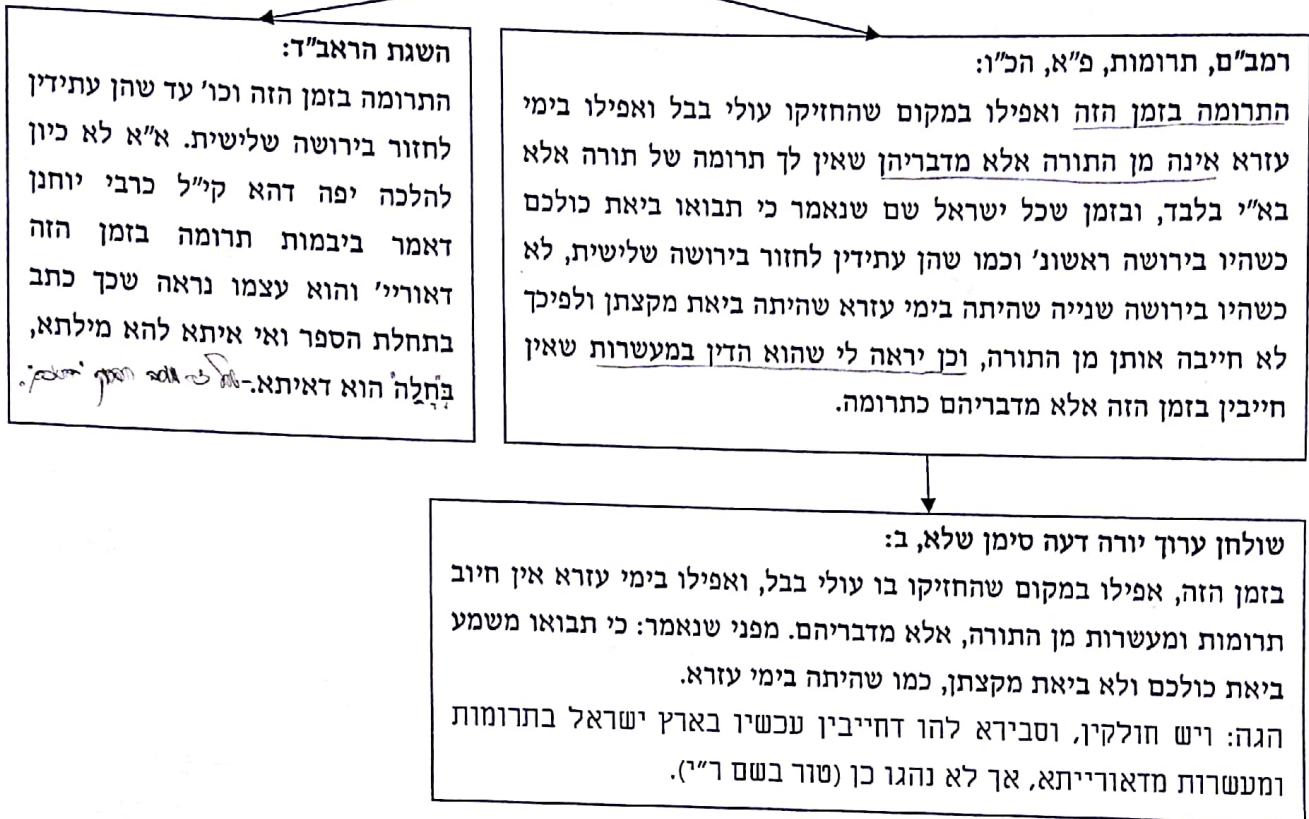 רמב"ם, תרומות, פ"א, הכ"ו:
התרומה בזמן הזה ואפילו במקום שהחזיקו עולי בבל ואפילו בימי
עזרא אינה מן התורה אלא מדבריהן שאין לך תרומה של תורה אלא
בא"י בלבד, ובזמן שכל ישראל שם שנאמר כי תבואו ביאת כולכם
כשהיו בירושה ראשונ' וכמו שהן עתידין לחזור בירושה שלישית, לא
כשהיו בירושה שנייה שהיתה בימי עזרא שהיתה ביאת מקצתן ולפיכך
לא חייבה אותן מן התורה, וכן יראה לי שהוא הדין במעשרות שאין
חייבין בזמן הזה אלא מדבריהם כתרומה.
השגת הראב"ד:
התרומה בזמן הזה וכו' עד שהן עתידין
לחזור בירושה שלישית. א"א לא כיון
להלכה יפה דהא קי"ל כרבי יוחנן
דאמר ביבמות תרומה בזמן הזה
דאוריי' והוא עצמו נראה שכך כתב
בתחלת הספר ואי איתא להא מילתא,
בְּחַלָה הוא דאיתא.-
שולחן ערוך יורה דעה סימן שלא, ב:
בזמן הזה, אפילו במקום שהחזיקו בו עולי בבל, ואפילו בימי עזרא אין חיוב
תרומות ומעשרות מן התורה, אלא מדבריהם. מפני שנאמר: כי תבואו משמע
ביאת כולכם ולא ביאת מקצתן, כמו שהיתה בימי עזרא.
הגה: ויש חולקין, וסבירא להו דחייבין עכשיו בארץ ישראל בתרומות
ומעשרות מדאורייתא, אך לא נהגו כן (טור בשם ר"י).